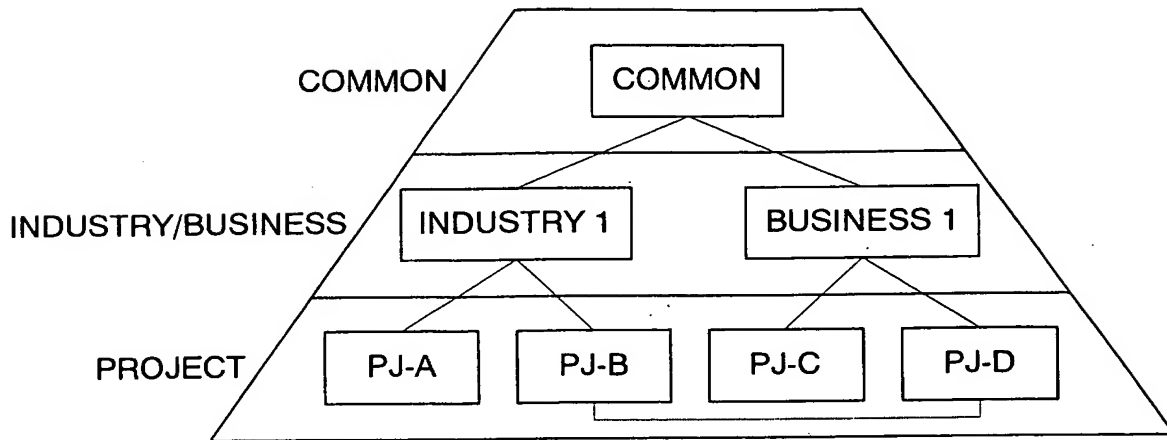 COMMON
COMMON
INDUSTRY/BUSINESS
INDUSTRY 1
BUSINESS 1
PROJECT
PJ-A
PJ-B
PJ-C
PJ-D